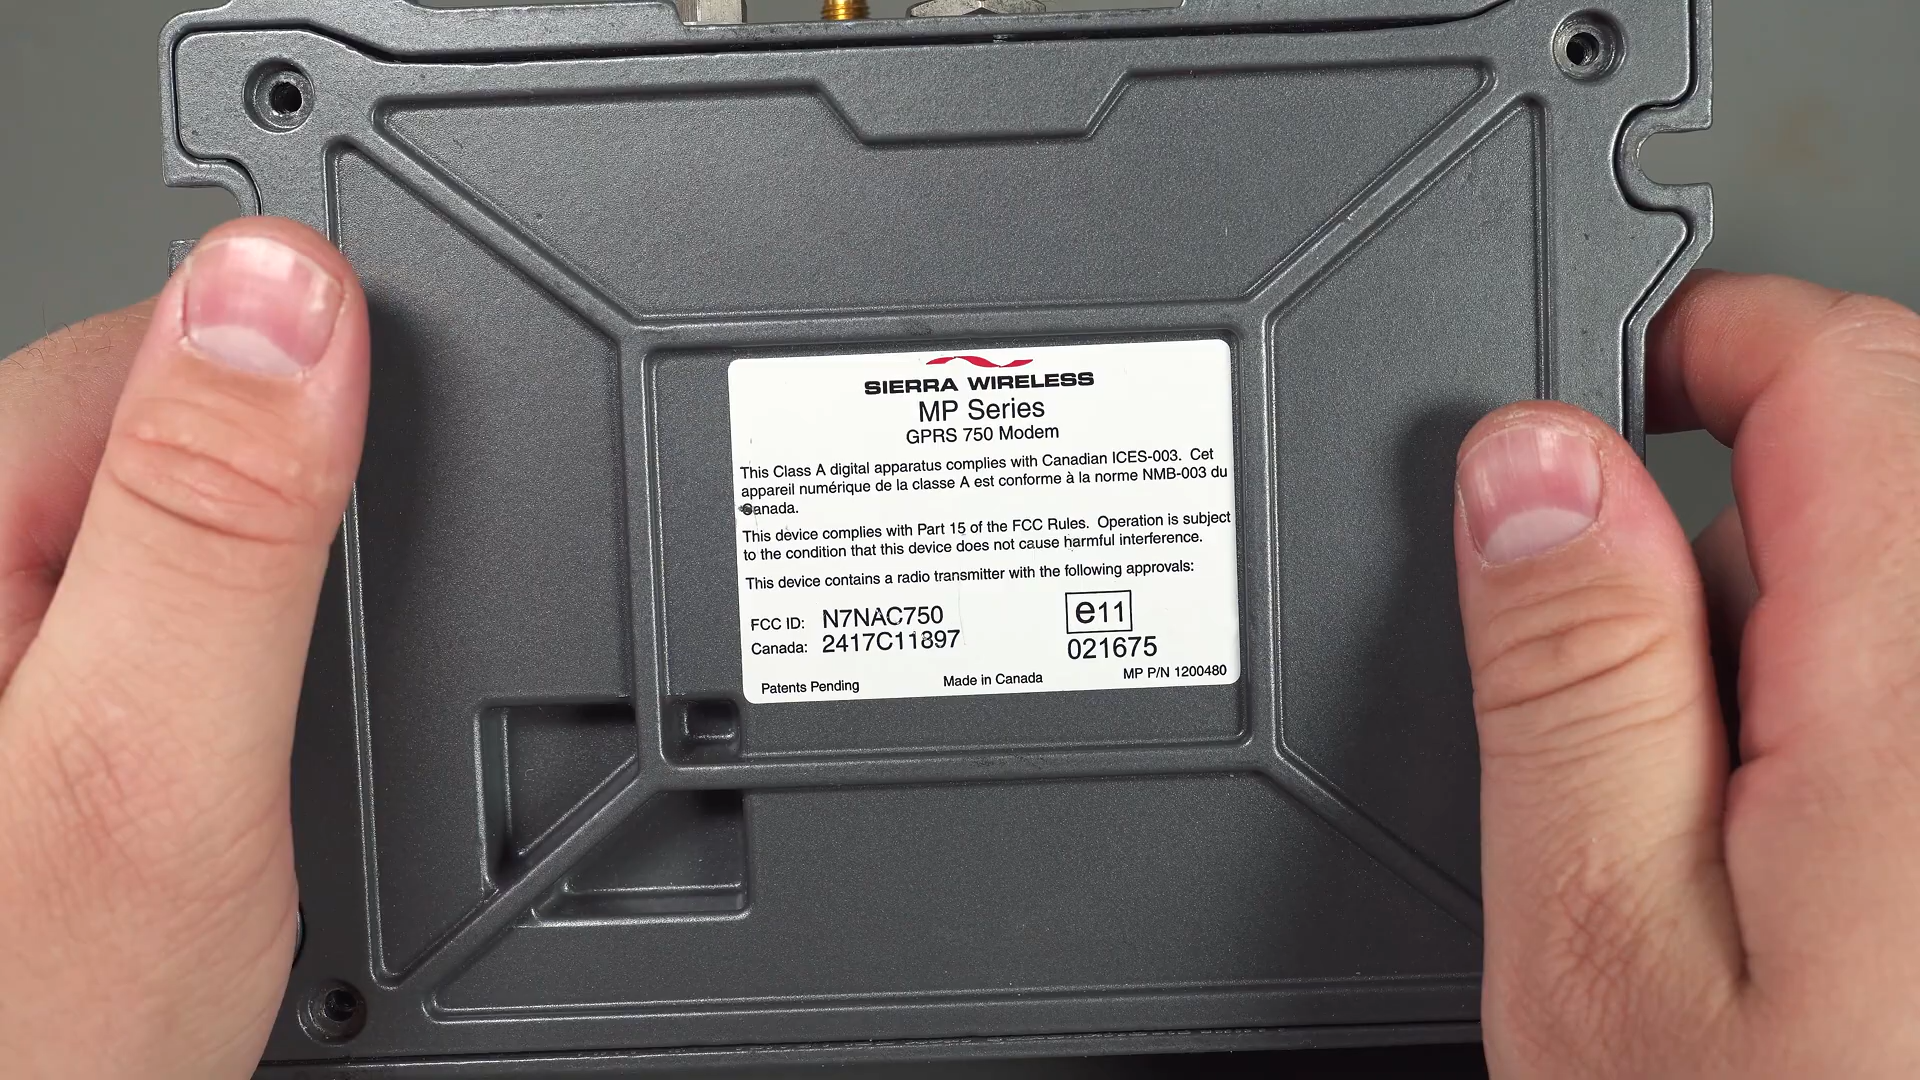 SIERRA WIRELESS
MP Series
GPRS 750 Modem
This Class A digital apparatus complies with Canadian ICES-003. Cet
appareil numérique de la classe A est conforme à la norme NMB-003 du
Canada.
This device complies with Part 15 of the FCC Rules. Operation is subject
to the condition that this device does not cause harmful interference.
This device contains a radio transmitter with the following approvals:
FCC ID: N7NAC750
Canada: 2417C11897
e11
021675
Patents Pending
Made in Canada
MP P/N 1200480